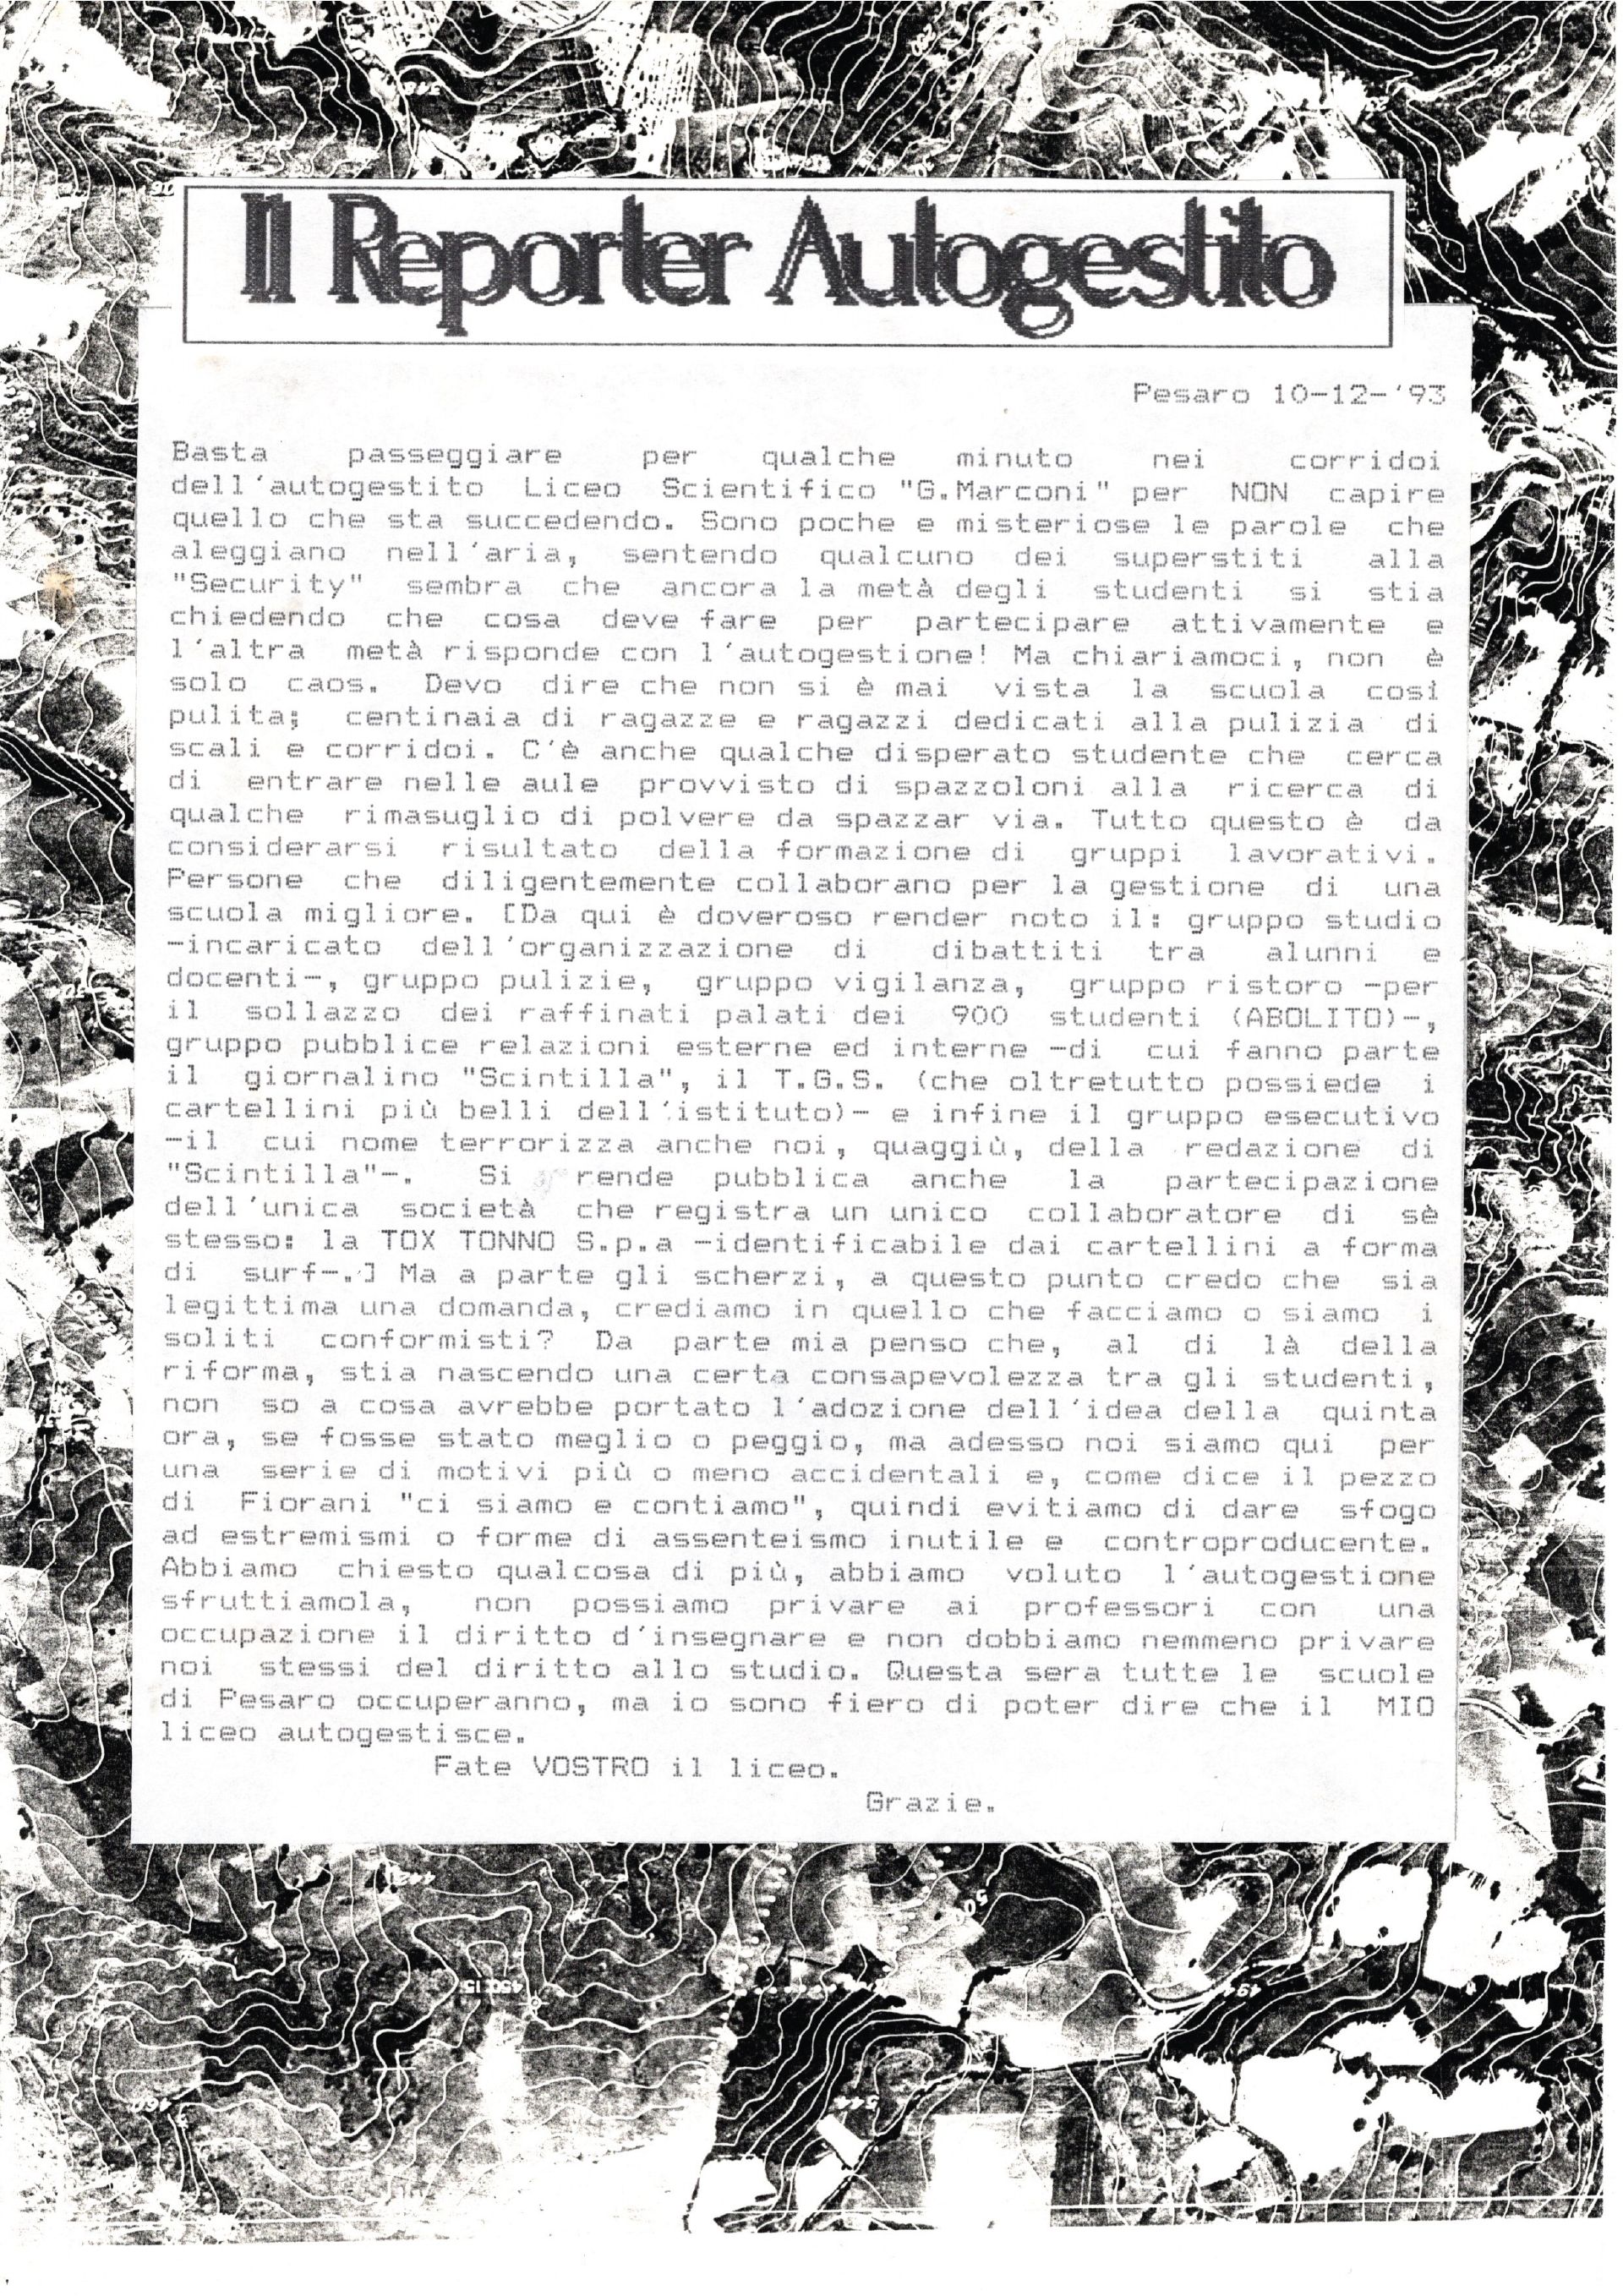 Il Reporter Autogestito
Pesaro 10-12-'93
Basta passeggiare per qualche minuto nei corridoi
dell'autogestito Liceo Scientifico "G.Marconi" per NON capire
quello che sta succedendo. Sono poche e misteriose le parole che
aleggiano nell'aria, sentendo qualcuno dei superstiti alla
"Security" sembra che ancora la metà degli studenti si stia
chiedendo che cosa deve fare per partecipare attivamente e
l'altra metà risponde con l'autogestione! Ma chiariamoci, non è
solo caos. Devo dire che non si è mai vista la scuola così
pulita; centinaia di ragazze e ragazzi dedicati alla pulizia di
scali e corridoi. C'è anche qualche disperato studente che cerca
di entrare nelle aule provvisto di spazzoloni alla ricerca di
qualche rimasuglio di polvere da spazzar via. Tutto questo è da
considerarsi risultato della formazione di gruppi lavorativi.
Persone che diligentemente collaborano per la gestione di una
scuola migliore. [Da qui è doveroso render noto il: gruppo studio
-incaricato dell'organizzazione di dibattiti tra alunni e
docenti-, gruppo pulizie, gruppo vigilanza, gruppo ristoro -per
il sollazzo dei raffinati palati dei 900 studenti (ABOLITO)-,
gruppo pubblice relazioni esterne ed interne -di cui fanno parte
il giornalino "Scintilla", il T.G.S. (che oltretutto possiede i
cartellini più belli dell'istituto)- e infine il gruppo esecutivo
-il cui nome terrorizza anche noi, quaggiù, della redazione di
"Scintilla"-. Si rende pubblica anche la partecipazione
dell'unica società che registra un unico collaboratore di sè
stesso: la TOX TONNO S.p.a -identificabile dai cartellini a forma
di surf-.] Ma a parte gli scherzi, a questo punto credo che sia
legittima una domanda, crediamo in quello che facciamo o siamo i
soliti conformisti? Da parte mia penso che, al di là della
riforma, stia nascendo una certa consapevolezza tra gli studenti,
non so a cosa avrebbe portato l'adozione dell'idea della quinta
ora, se fosse stato meglio o peggio, ma adesso noi siamo qui per
una serie di motivi più o meno accidentali e, come dice il pezzo
di Fiorani "ci siamo e contiamo", quindi evitiamo di dare sfogo
ad estremismi o forme di assenteismo inutile e controproducente.
Abbiamo chiesto qualcosa di più, abbiamo voluto l'autogestione
sfruttiamola, non possiamo privare ai professori con una
occupazione il diritto d'insegnare e non dobbiamo nemmeno privare
noi stessi del diritto allo studio. Questa sera tutte le scuole
di Pesaro occuperanno, ma io sono fiero di poter dire che il MIO
liceo autogestisce.
Fate VOSTRO il liceo.
Grazie.